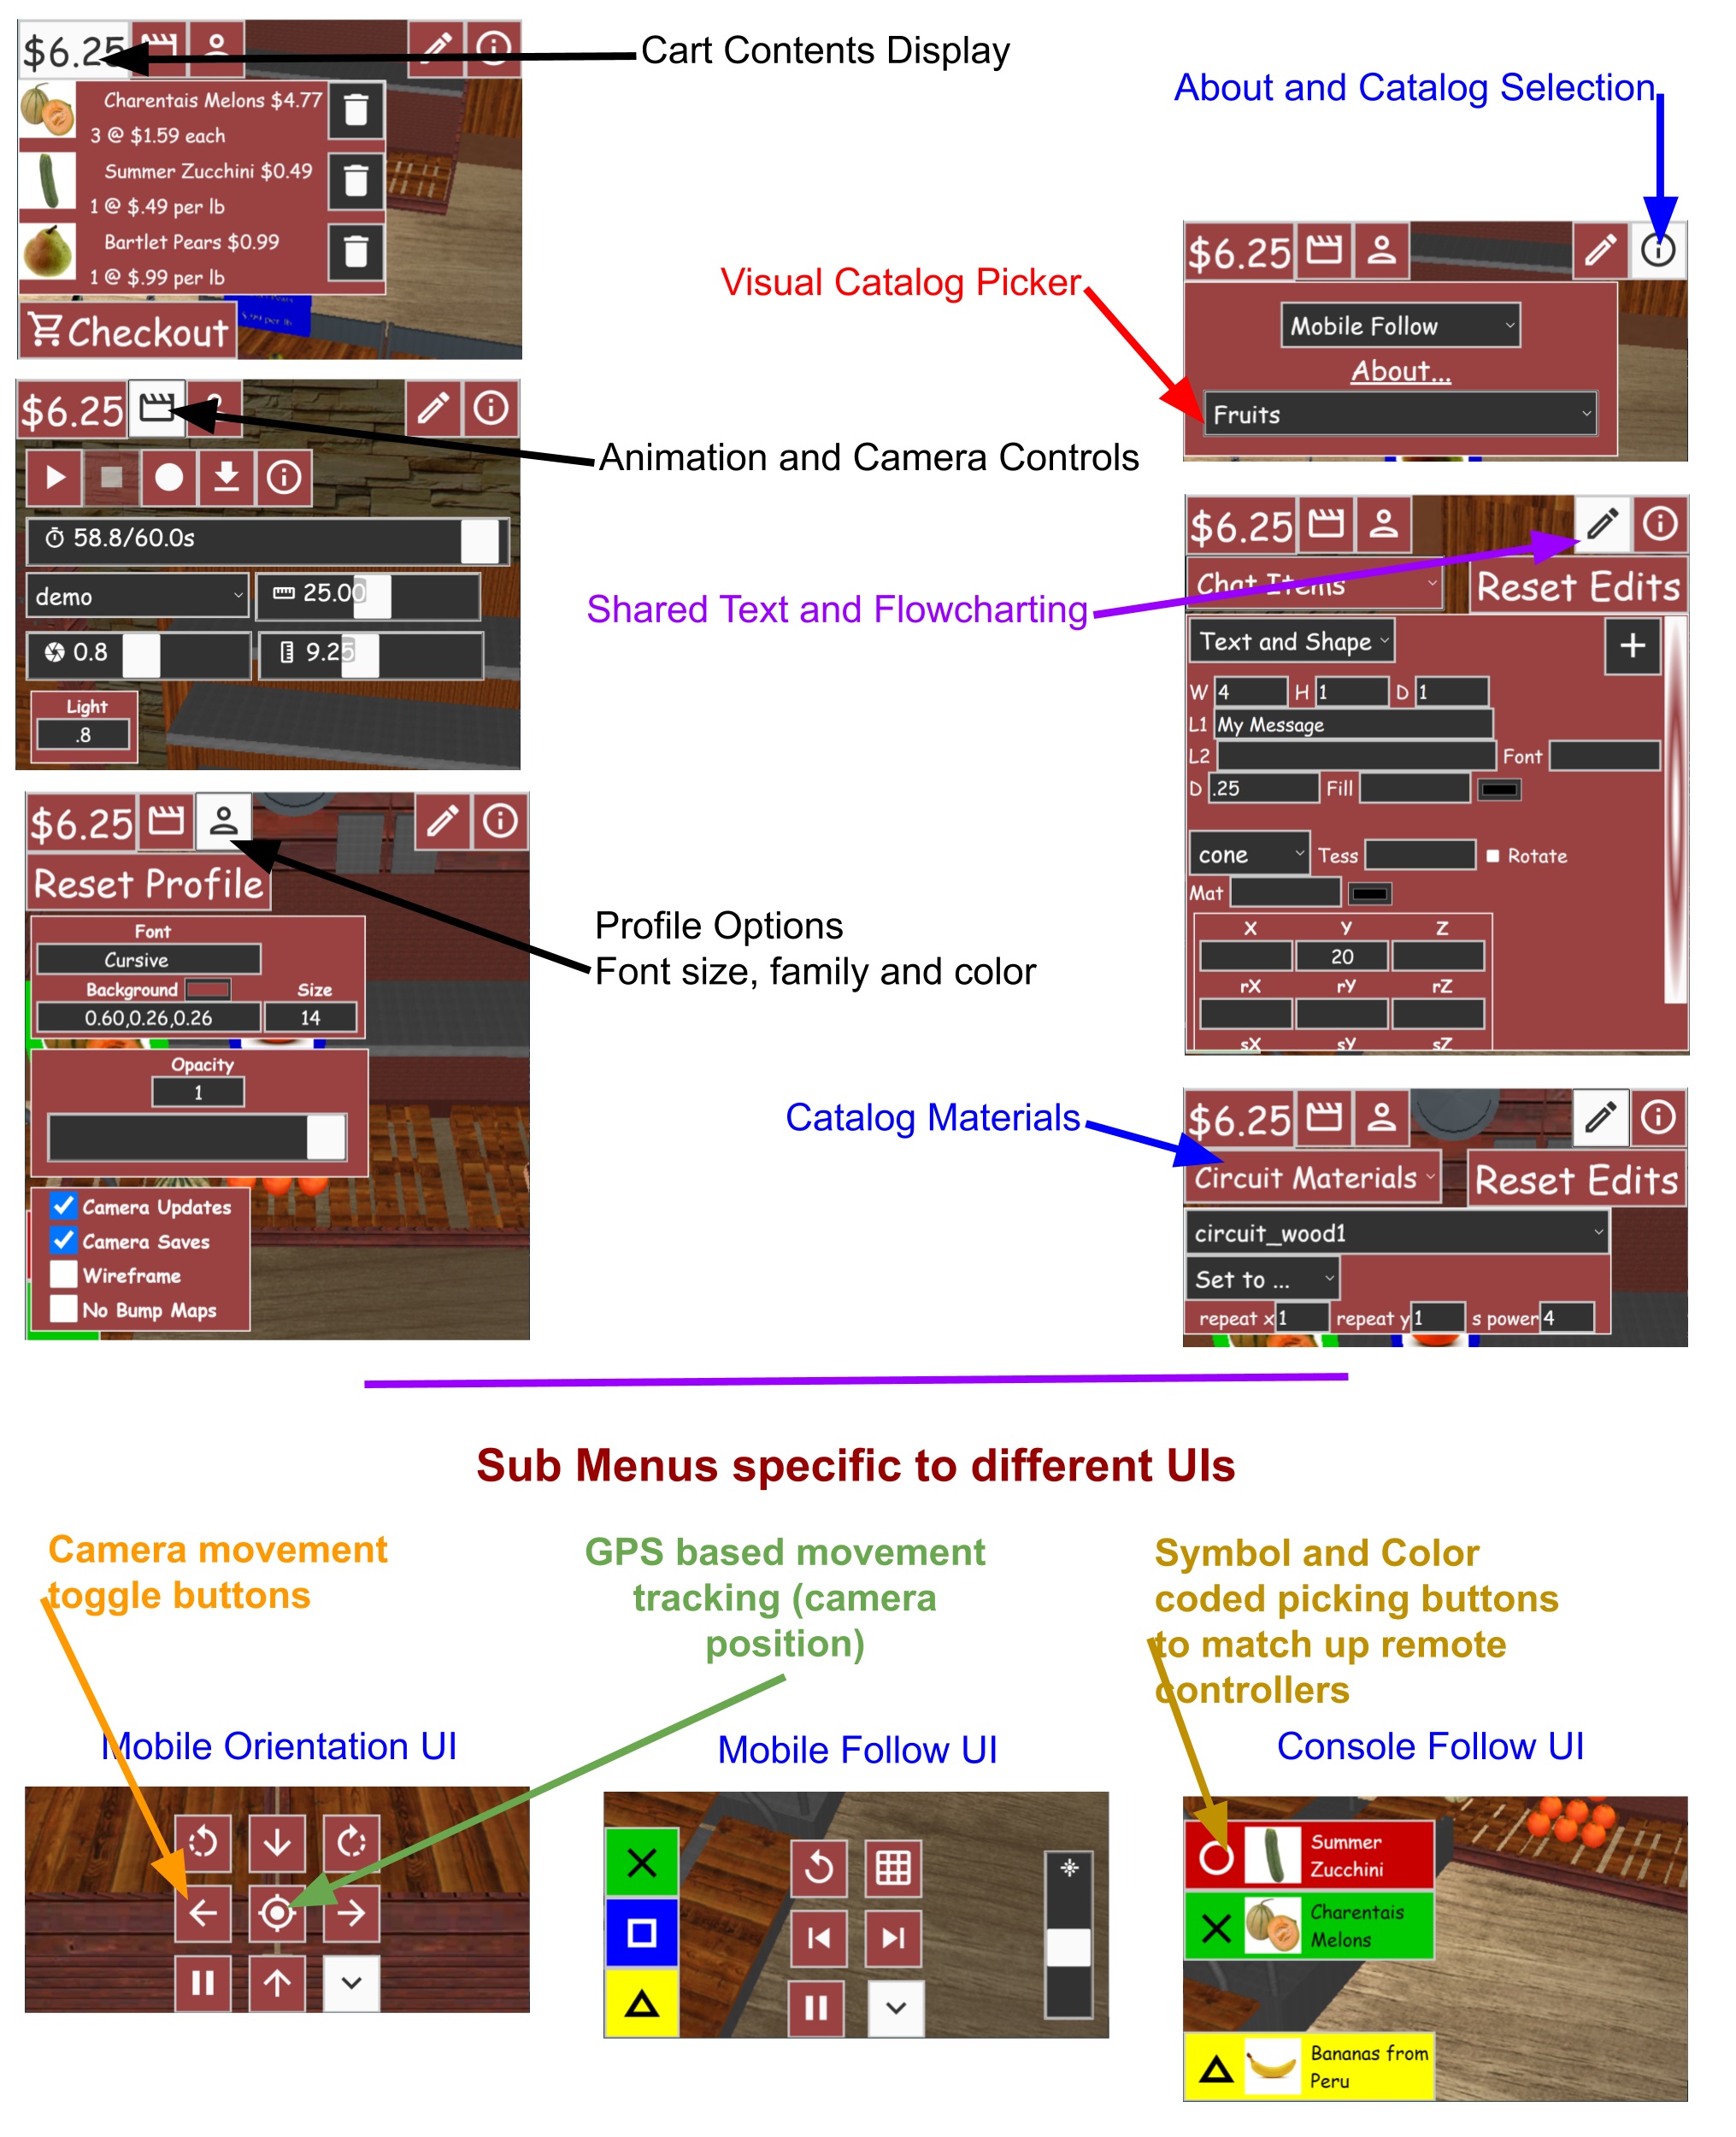 $6.25
Cart Contents Display
Charentais Melons $4.77
3 @ $1.59 each
Summer Zucchini $0.49
1 @ $.49 per lb
Bartlet Pears $0.99
1 @ $.99 per lb
Checkout
About and Catalog Selection
Visual Catalog Picker
$6.25
Mobile Follow
About...
Fruits
$6.25
Animation and Camera Controls
58.8/60.0s
demo
25.00
0.8
9.25
Light
.8
Shared Text and Flowcharting
$6.25
Chat Items
Reset Edits
Text and Shape
+
W 4 H 1 D 1
L1 My Message
L2 Font
D .25 Fill
cone Tess Rotate
Mat
X Y Z
20
rX rY rZ
sX sY sZ
$6.25
Reset Profile
Font
Cursive
Background Size
0.60,0.26,0.26 14
Opacity
1
Camera Updates
Camera Saves
Wireframe
No Bump Maps
Profile Options
Font size, family and color
Catalog Materials
$6.25
Circuit Materials
Reset Edits
circuit_wood1
Set to ...
repeat x 1 repeat y 1 s power 4
Sub Menus specific to different UIs
Camera movement
toggle buttons
GPS based movement
tracking (camera
position)
Symbol and Color
coded picking buttons
to match up remote
controllers
Mobile Orientation UI
Mobile Follow UI
Console Follow UI
Summer
Zucchini
Charentais
Melons
Bananas from
Peru